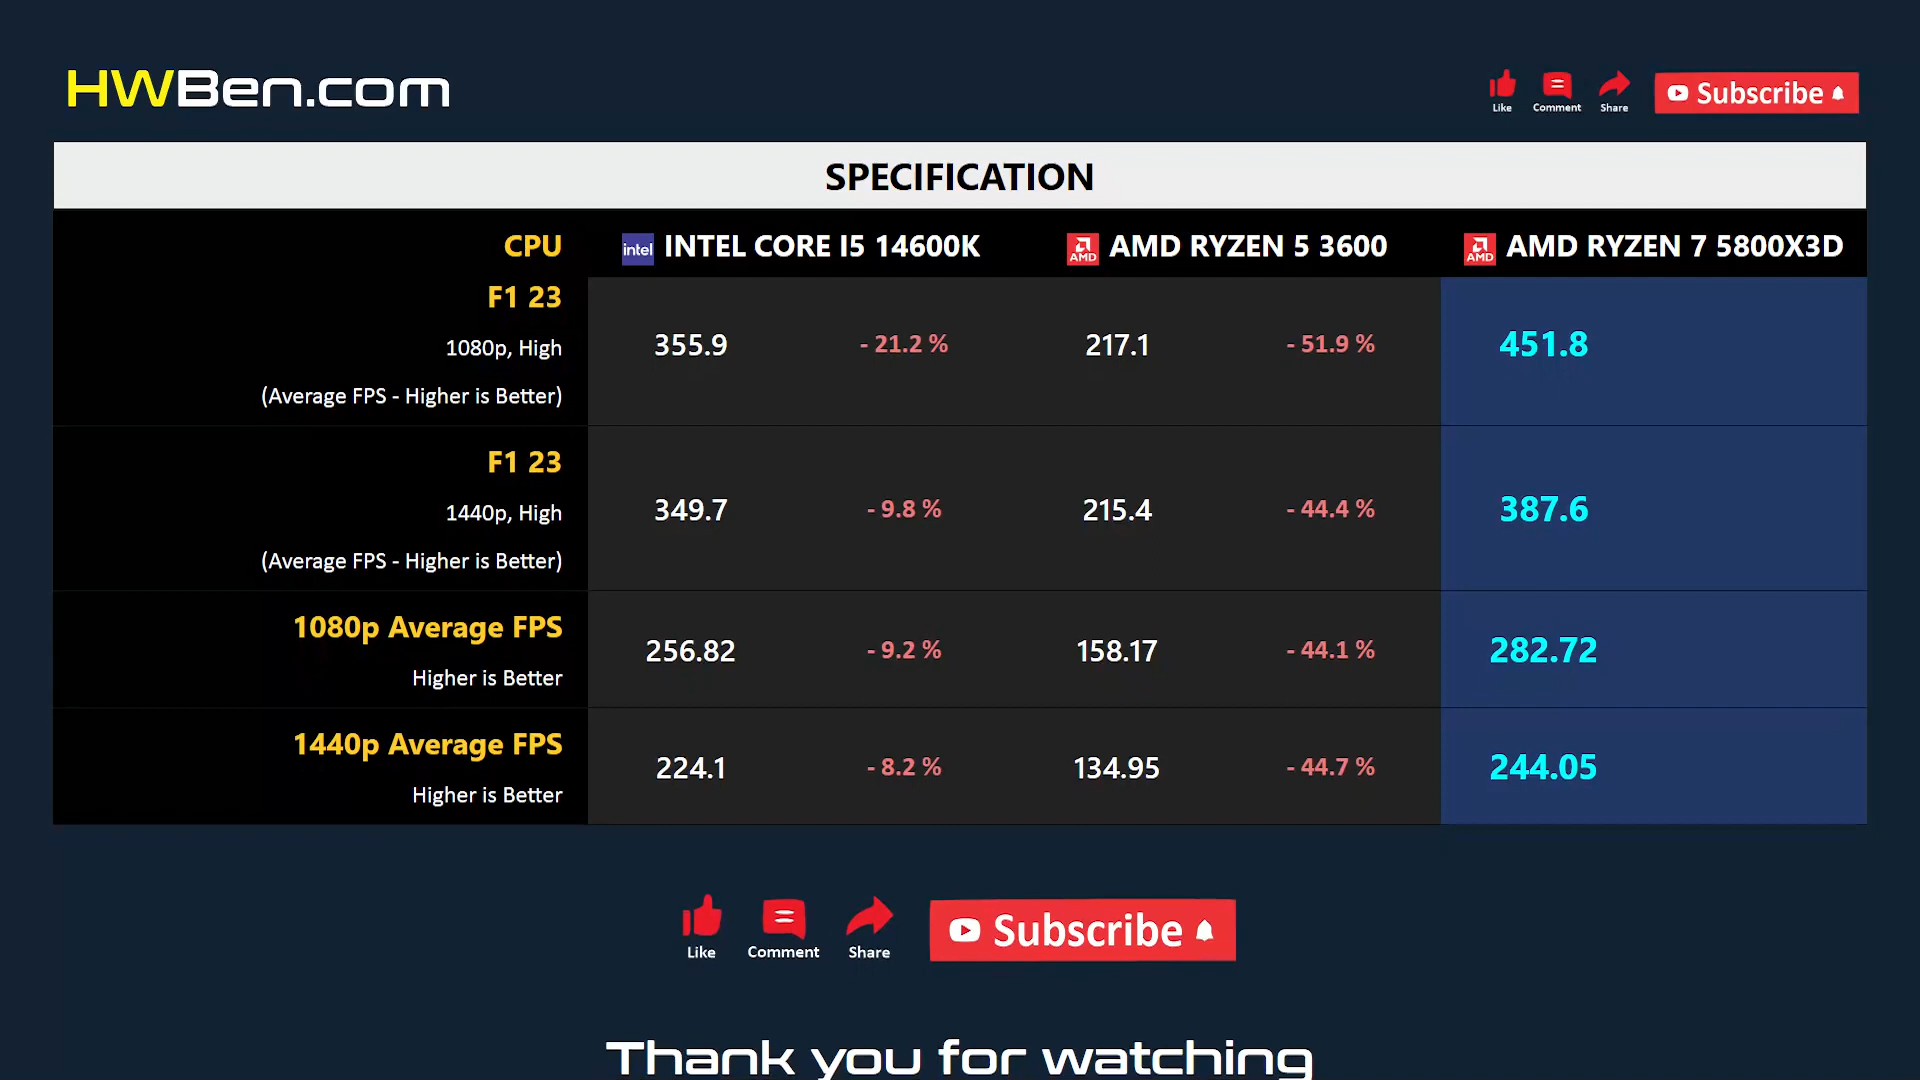 HWBen.com
Like Comment Share Subscribe
SPECIFICATION
CPU intel INTEL CORE I5 14600K AMD AMD RYZEN 5 3600 AMD AMD RYZEN 7 5800X3D
F1 23
1080p, High
(Average FPS - Higher is Better)
355.9 - 21.2 % 217.1 - 51.9 % 451.8
F1 23
1440p, High
(Average FPS - Higher is Better)
349.7 - 9.8 % 215.4 - 44.4 % 387.6
1080p Average FPS
Higher is Better
256.82 - 9.2 % 158.17 - 44.1 % 282.72
1440p Average FPS
Higher is Better
224.1 - 8.2 % 134.95 - 44.7 % 244.05
Like Comment Share Subscribe
Thank you for watching